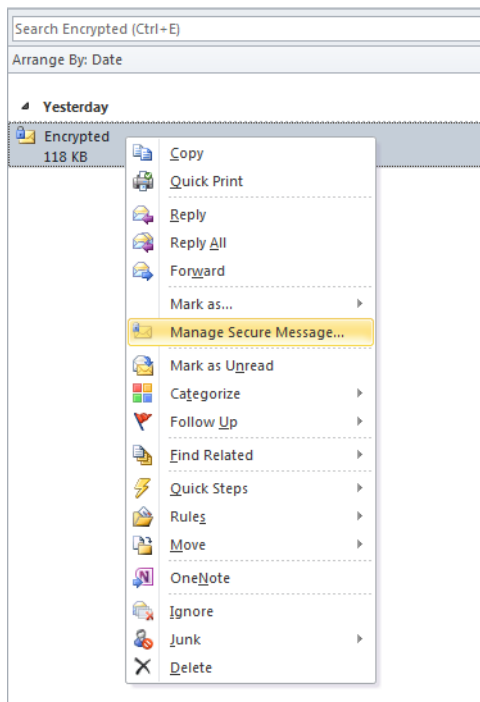 Search Encrypted (Ctrl+E)
Arrange By: Date
Yesterday
Encrypted
118 KB
Copy
Quick Print
Reply
Reply All
Forward
Mark as...
Manage Secure Message...
Mark as Unread
Categorize
Follow Up
Find Related
Quick Steps
Rules
Move
OneNote
Ignore
Junk
Delete